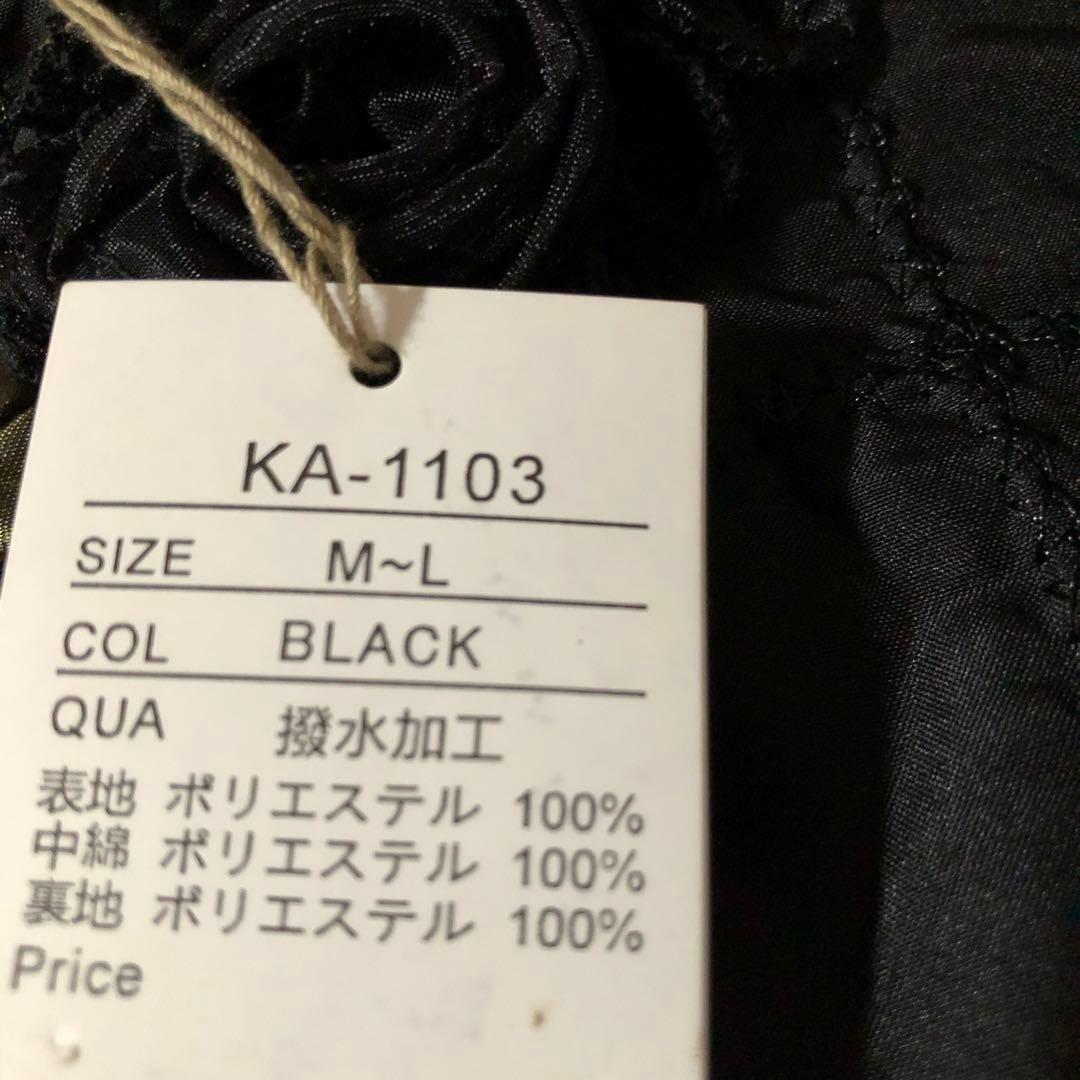 KA-1103
SIZE M~L
COL BLACK
QUA 撥水加工
表地 ポリエステル 100%
中綿 ポリエステル 100%
裏地 ポリエステル 100%
Price